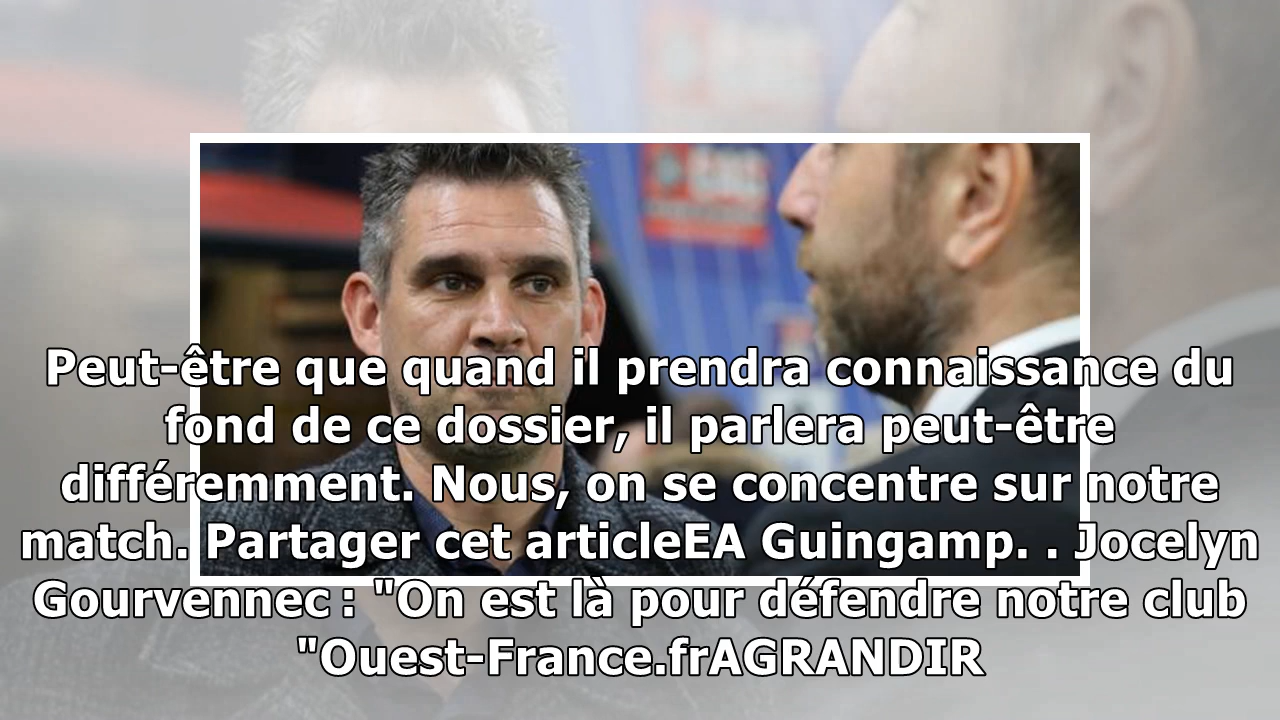 Peut-être que quand il prendra connaissance du
fond de ce dossier, il parlera peut-être
différemment. Nous, on se concentre sur notre
match. Partager cet articleEA Guingamp. . Jocelyn
Gourvennec : "On est là pour défendre notre club
"Ouest-France.frAGRANDIR